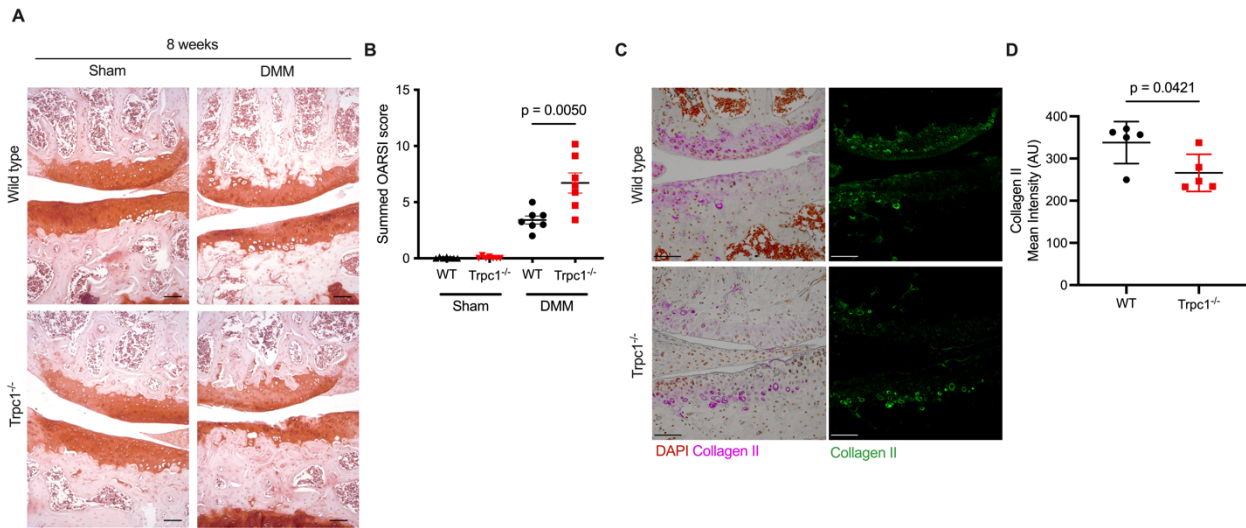 A
8 weeks
Sham DMM
Wild type
Trpc1-/-
B
Summed OARSI score
15
10
5
0
p = 0.0050
WT Trpc1-/- WT Trpc1-/-
Sham DMM
C
Wild type
Trpc1-/-
DAPI Collagen II
Collagen II
D
p = 0.0421
Collagen II
Mean Intensity (AU)
400
300
200
100
0
WT Trpc1-/-